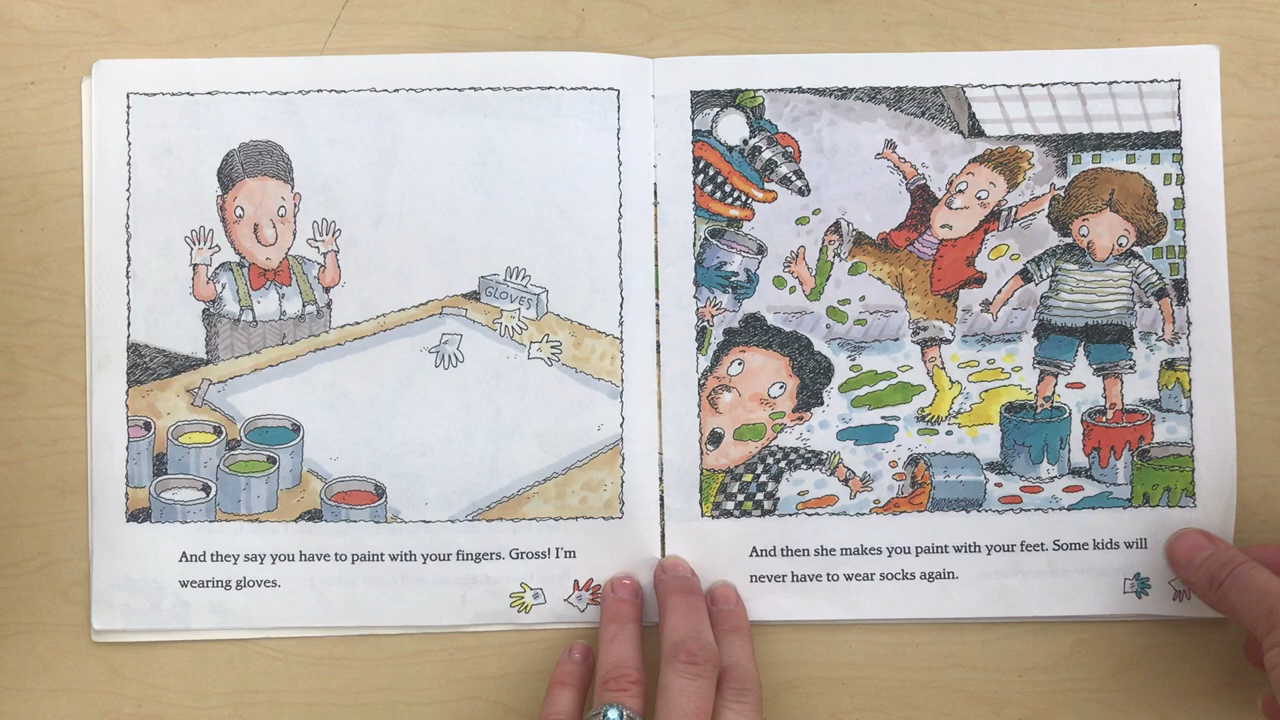 GLOVES
And they say you have to paint with your fingers. Gross! I'm
wearing gloves.
And then she makes you paint with your feet. Some kids will
never have to wear socks again.